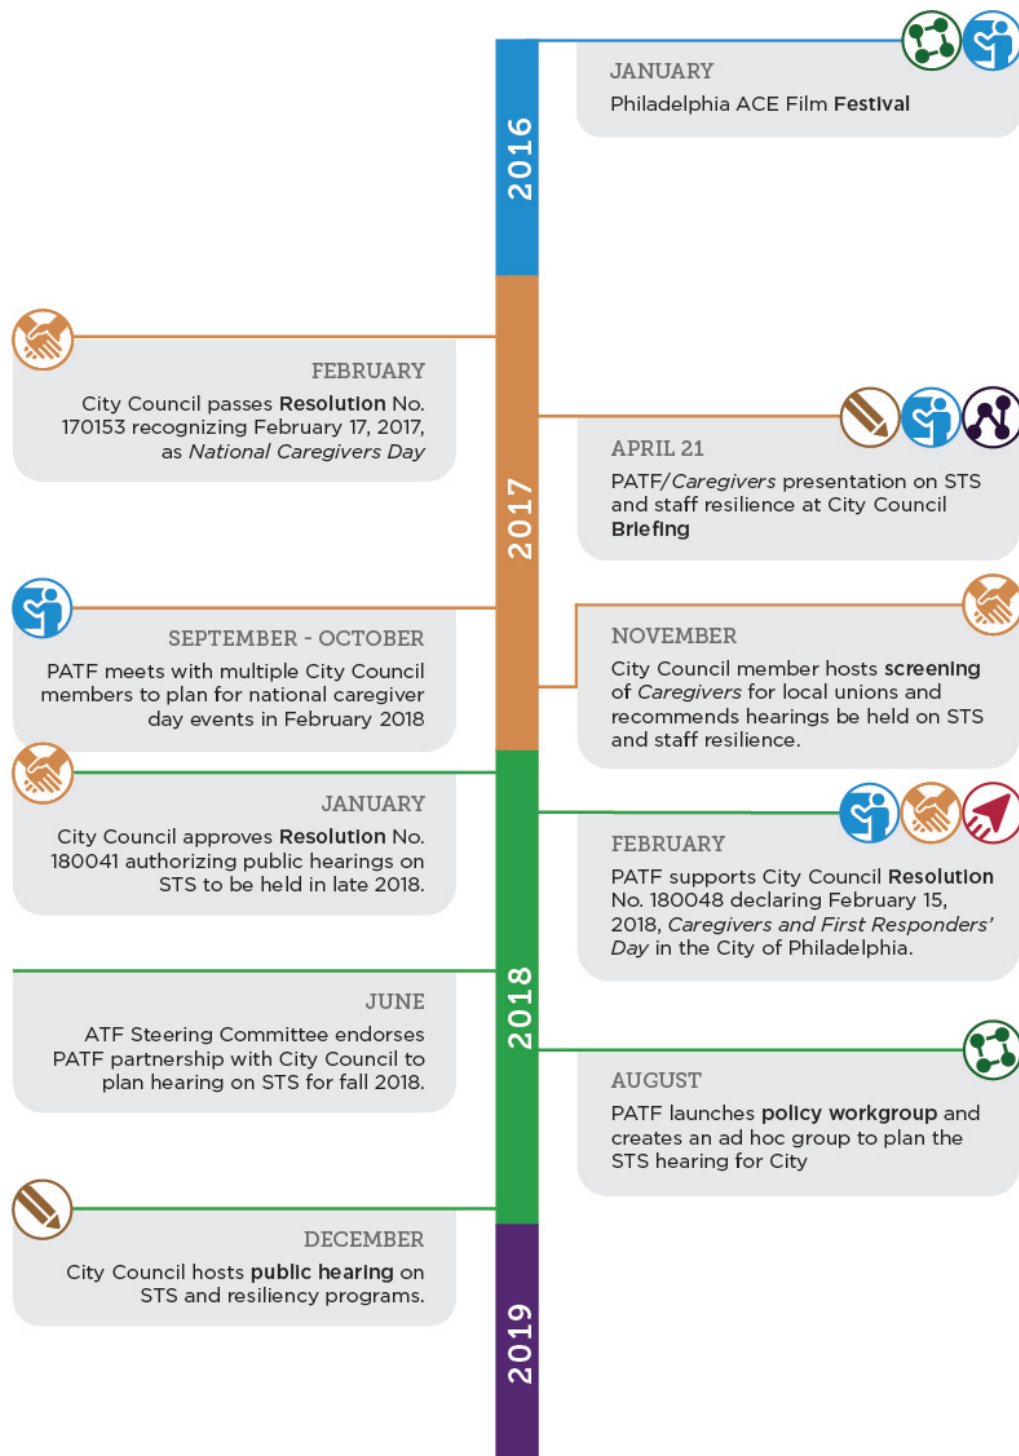 2016
JANUARY
Philadelphia ACE Film Festival
2017
FEBRUARY
City Council passes Resolution No.
170153 recognizing February 17, 2017,
as National Caregivers Day
APRIL 21
PATF/Caregivers presentation on STS
and staff resilience at City Council
Briefing
SEPTEMBER - OCTOBER
PATF meets with multiple City Council
members to plan for national caregiver
day events in February 2018
NOVEMBER
City Council member hosts screening
of Caregivers for local unions and
recommends hearings be held on STS
and staff resilience.
2018
JANUARY
City Council approves Resolution No.
180041 authorizing public hearings on
STS to be held in late 2018.
FEBRUARY
PATF supports City Council Resolution
No. 180048 declaring February 15,
2018, Caregivers and First Responders'
Day in the City of Philadelphia.
JUNE
ATF Steering Committee endorses
PATF partnership with City Council to
plan hearing on STS for fall 2018.
AUGUST
PATF launches policy workgroup and
creates an ad hoc group to plan the
STS hearing for City
DECEMBER
City Council hosts public hearing on
STS and resiliency programs.
2019